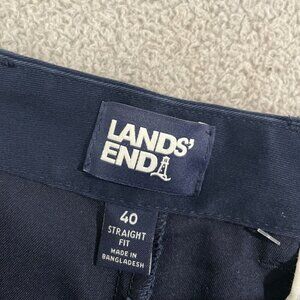 LANDS'
END
40
STRAIGHT
FIT
MADE IN
BANGLADESH